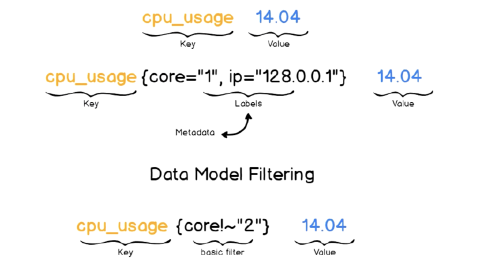 cpu_usage 14.04
Key Value
cpu_usage {core="1", ip="128.0.0.1"} 14.04
Key Labels Value
Metadata
Data Model Filtering
cpu_usage {core!~"2"} 14.04
Key basic filter Value